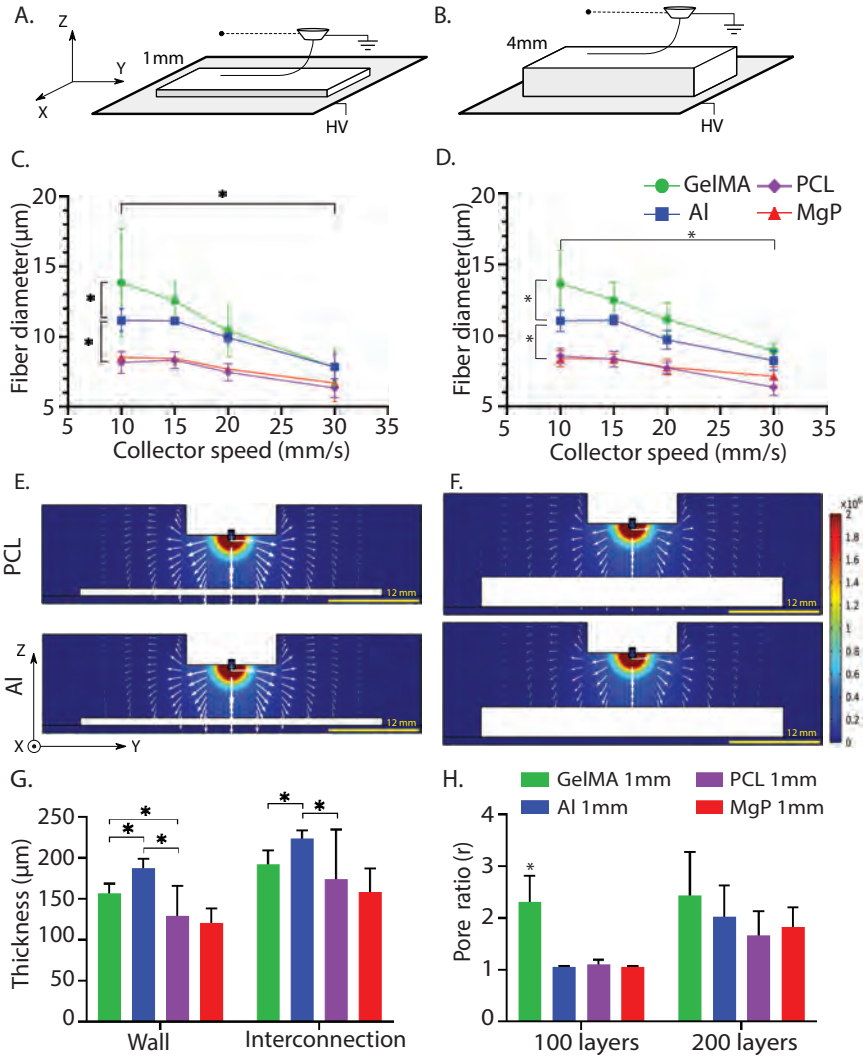 A.
Z
Y
X
1mm
HV
B.
4mm
HV
C.
Fiber diameter(μm)
20
15
10
5
*
*
*
5 10 15 20 25 30 35
Collector speed (mm/s)
D.
GelMA PCL
Al MgP
Fiber diameter(μm)
20
15
10
5
*
*
*
5 10 15 20 25 30 35
Collector speed (mm/s)
E.
PCL
12 mm
Al
Z
X Y
12 mm
F.
12 mm
12 mm
×10⁶
2
1.8
1.6
1.4
1.2
1
0.8
0.6
0.4
0.2
0
G.
Thickness (μm)
250
200
150
100
50
0
* * *
* *
Wall Interconnection
H.
GelMA 1mm PCL 1mm
Al 1mm MgP 1mm
Pore ratio (r)
4
3
2
1
0
*
100 layers 200 layers